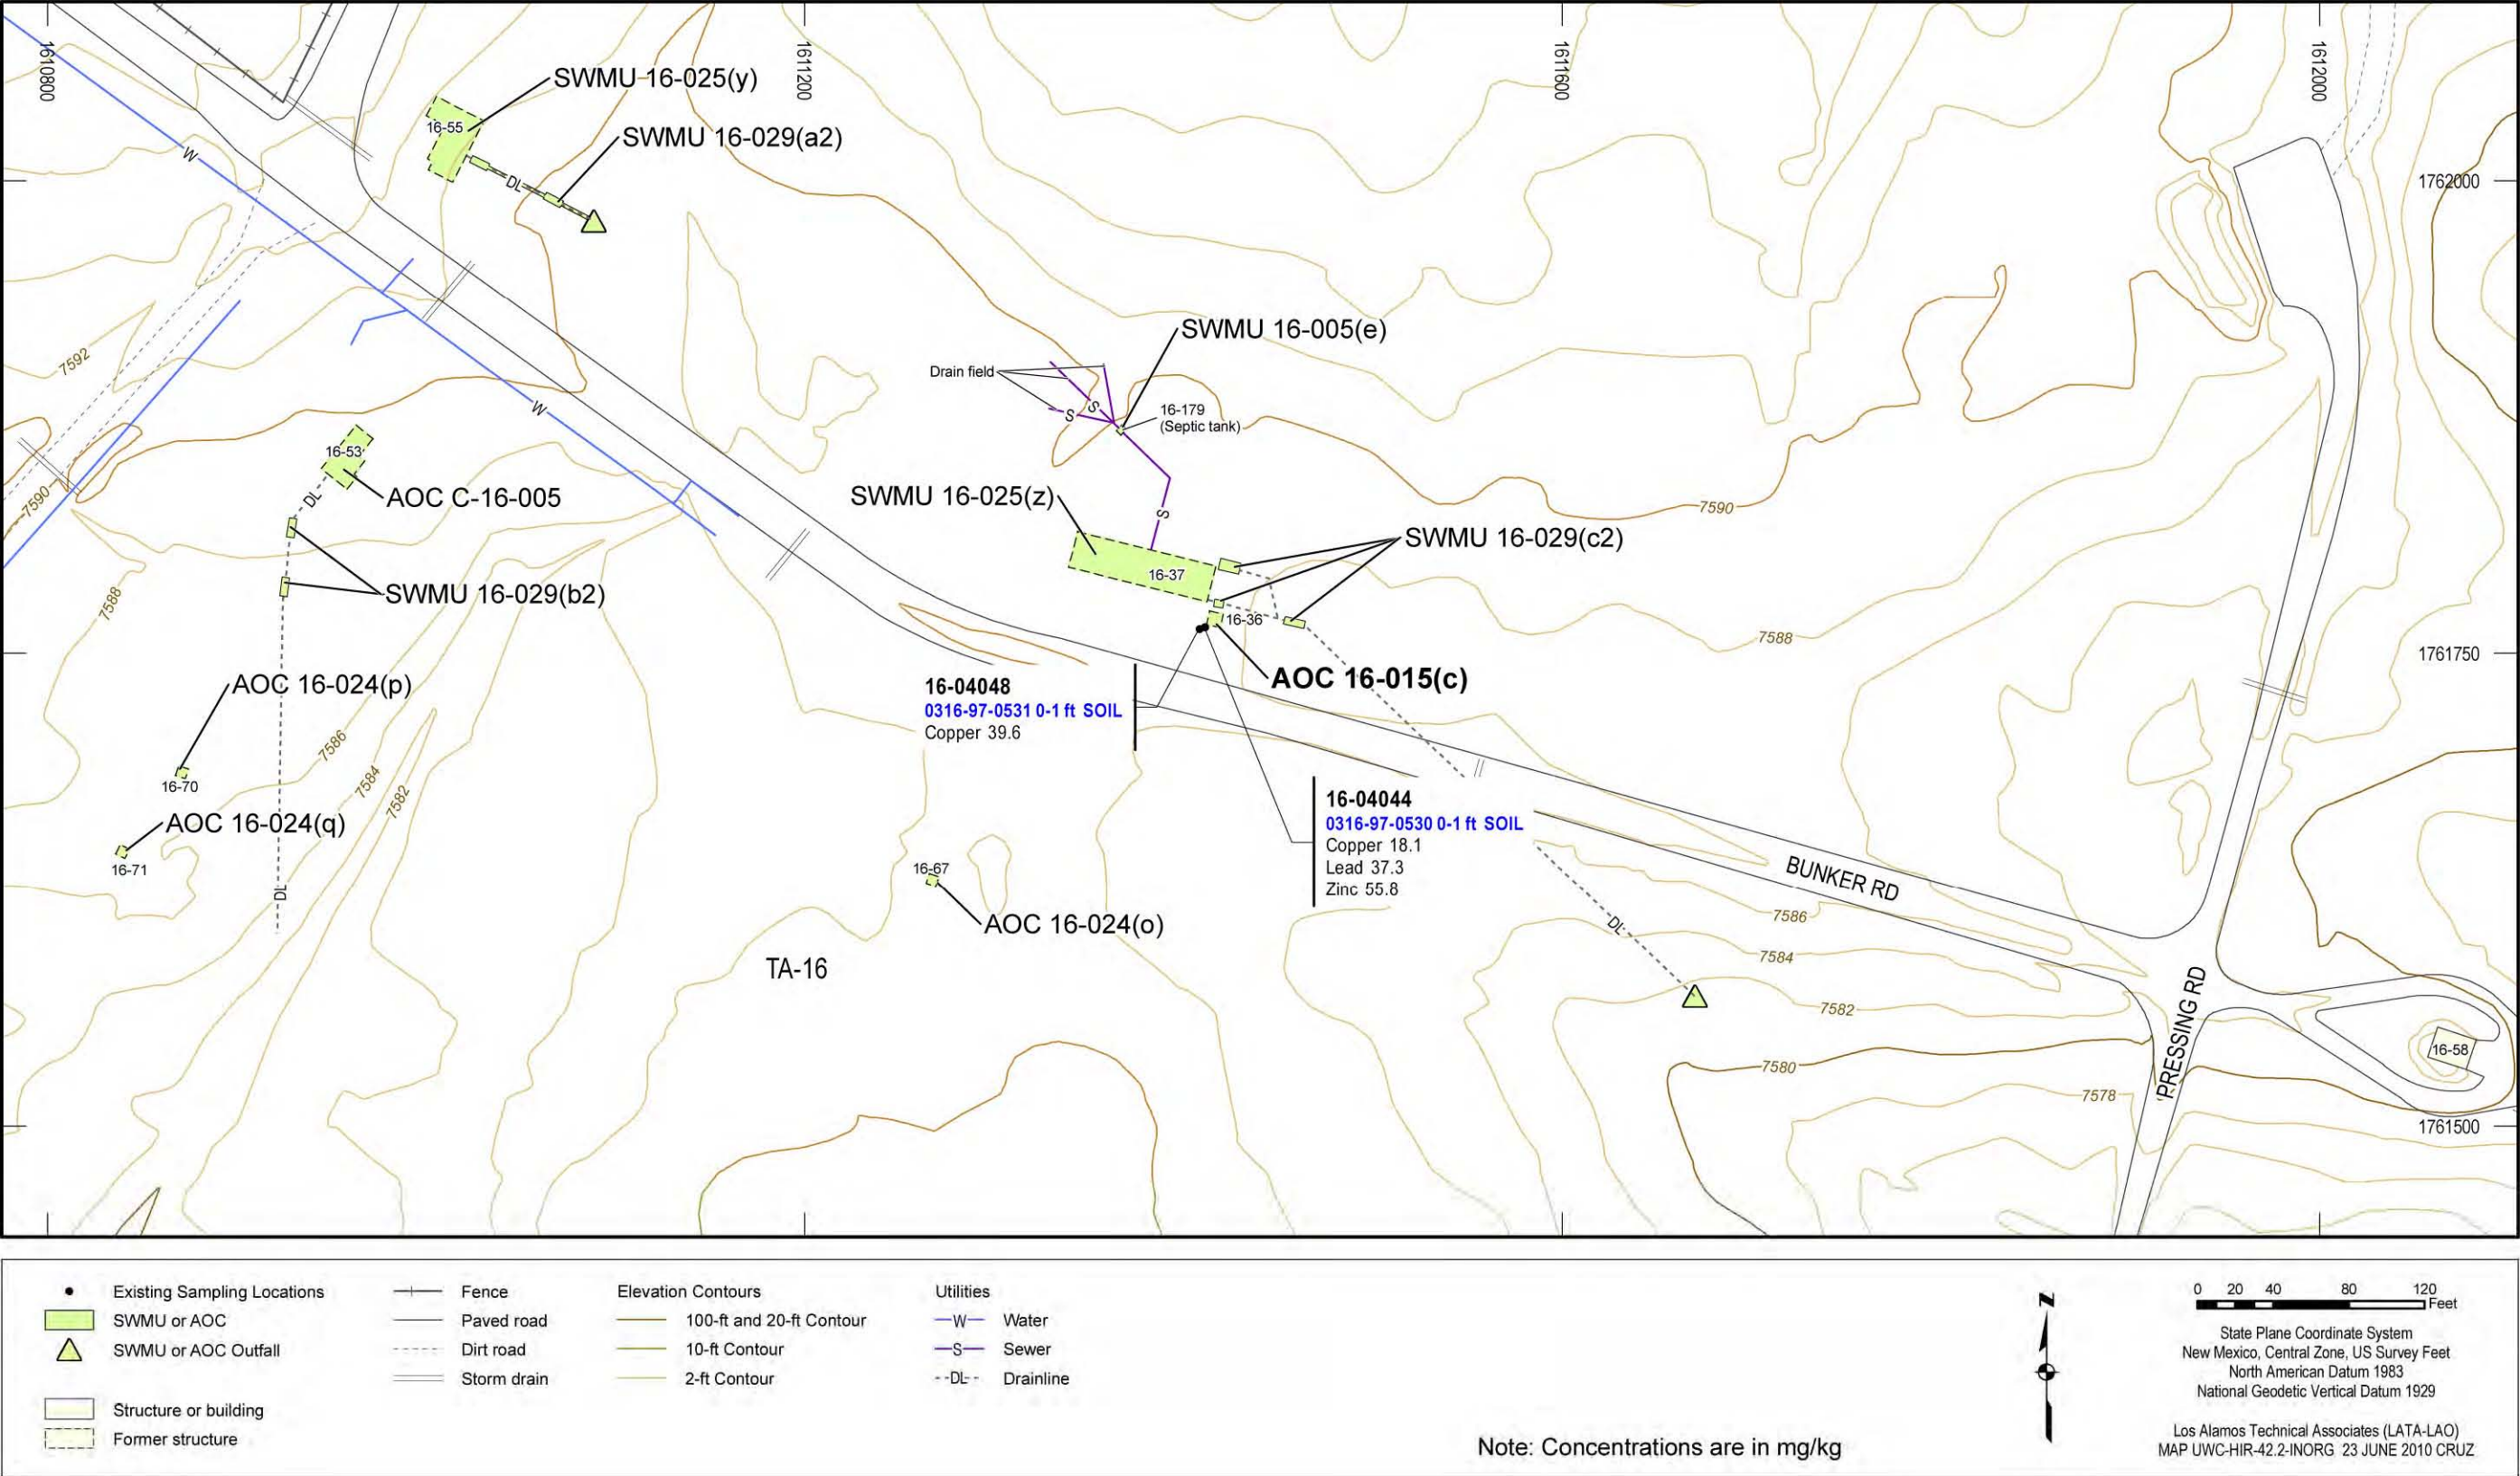 1610800
1611200
1611600
1612000
SWMU 16-025(y)
16-55
SWMU 16-029(a2)
W
DL
1762000
SWMU 16-005(e)
7592
Drain field
S
S
16-179
(Septic tank)
W
16-53
DL
AOC C-16-005
7590
SWMU 16-025(z)
S
7590
SWMU 16-029(c2)
16-37
7588
SWMU 16-029(b2)
16-36
7588
1761750
AOC 16-015(c)
AOC 16-024(p)
16-04048
0316-97-0531 0-1 ft SOIL
Copper 39.6
7586
7584
7582
16-70
AOC 16-024(q)
16-71
DL
16-04044
0316-97-0530 0-1 ft SOIL
Copper 18.1
Lead 37.3
Zinc 55.8
BUNKER RD
16-67
AOC 16-024(o)
7586
DL
7584
TA-16
7582
PRESSING RD
16-58
7580
7578
1761500
Existing Sampling Locations
SWMU or AOC
SWMU or AOC Outfall
Structure or building
Former structure
Fence
Paved road
Dirt road
Storm drain
Elevation Contours
100-ft and 20-ft Contour
10-ft Contour
2-ft Contour
Utilities
W Water
S Sewer
DL Drainline
Note: Concentrations are in mg/kg
N
0 20 40 80 120
Feet
State Plane Coordinate System
New Mexico, Central Zone, US Survey Feet
North American Datum 1983
National Geodetic Vertical Datum 1929
Los Alamos Technical Associates (LATA-LAO)
MAP UWC-HIR-42.2-INORG 23 JUNE 2010 CRUZ